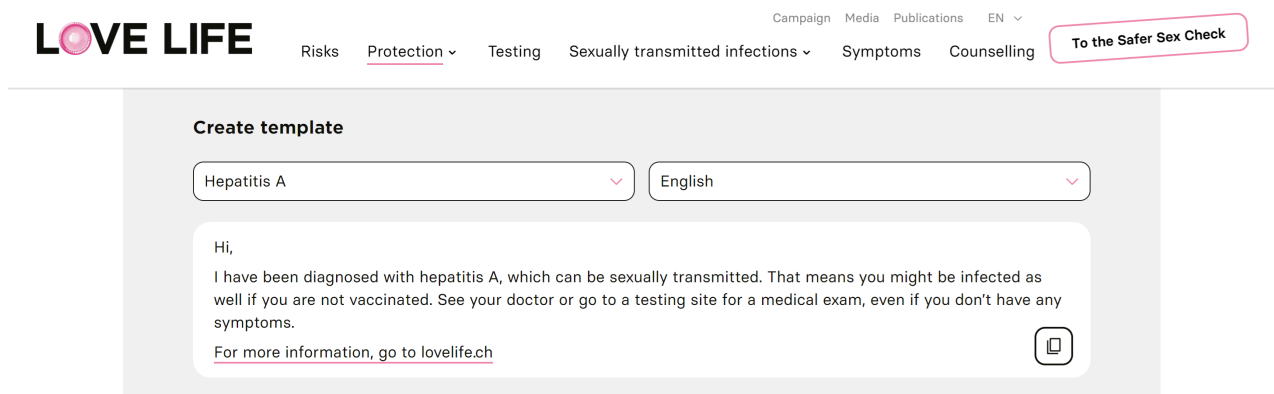 Campaign Media Publications EN
LOVE LIFE
Risks Protection Testing Sexually transmitted infections Symptoms Counselling
To the Safer Sex Check
Create template
Hepatitis A
English
Hi,
I have been diagnosed with hepatitis A, which can be sexually transmitted. That means you might be infected as
well if you are not vaccinated. See your doctor or go to a testing site for a medical exam, even if you don’t have any
symptoms.
For more information, go to lovelife.ch